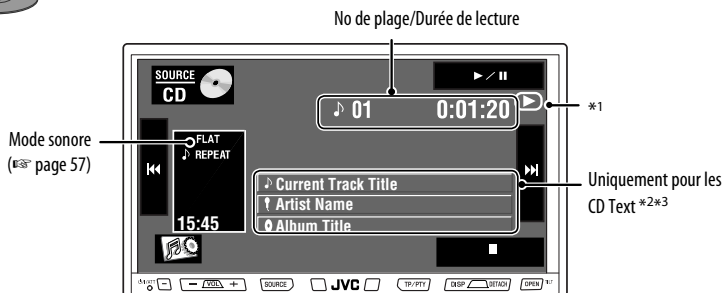 No de plage/Durée de lecture
SOURCE
CD
►/❚❚
♪ 01 0:01:20
*1
Mode sonore
(☞ page 57)
FLAT
♪ REPEAT
Current Track Title
Artist Name
Album Title
Uniquement pour les
CD Text *2*3
15:45
⏻/I/ATT − − VOL + SOURCE JVC TP/PTY DISP DETACH OPEN TILT